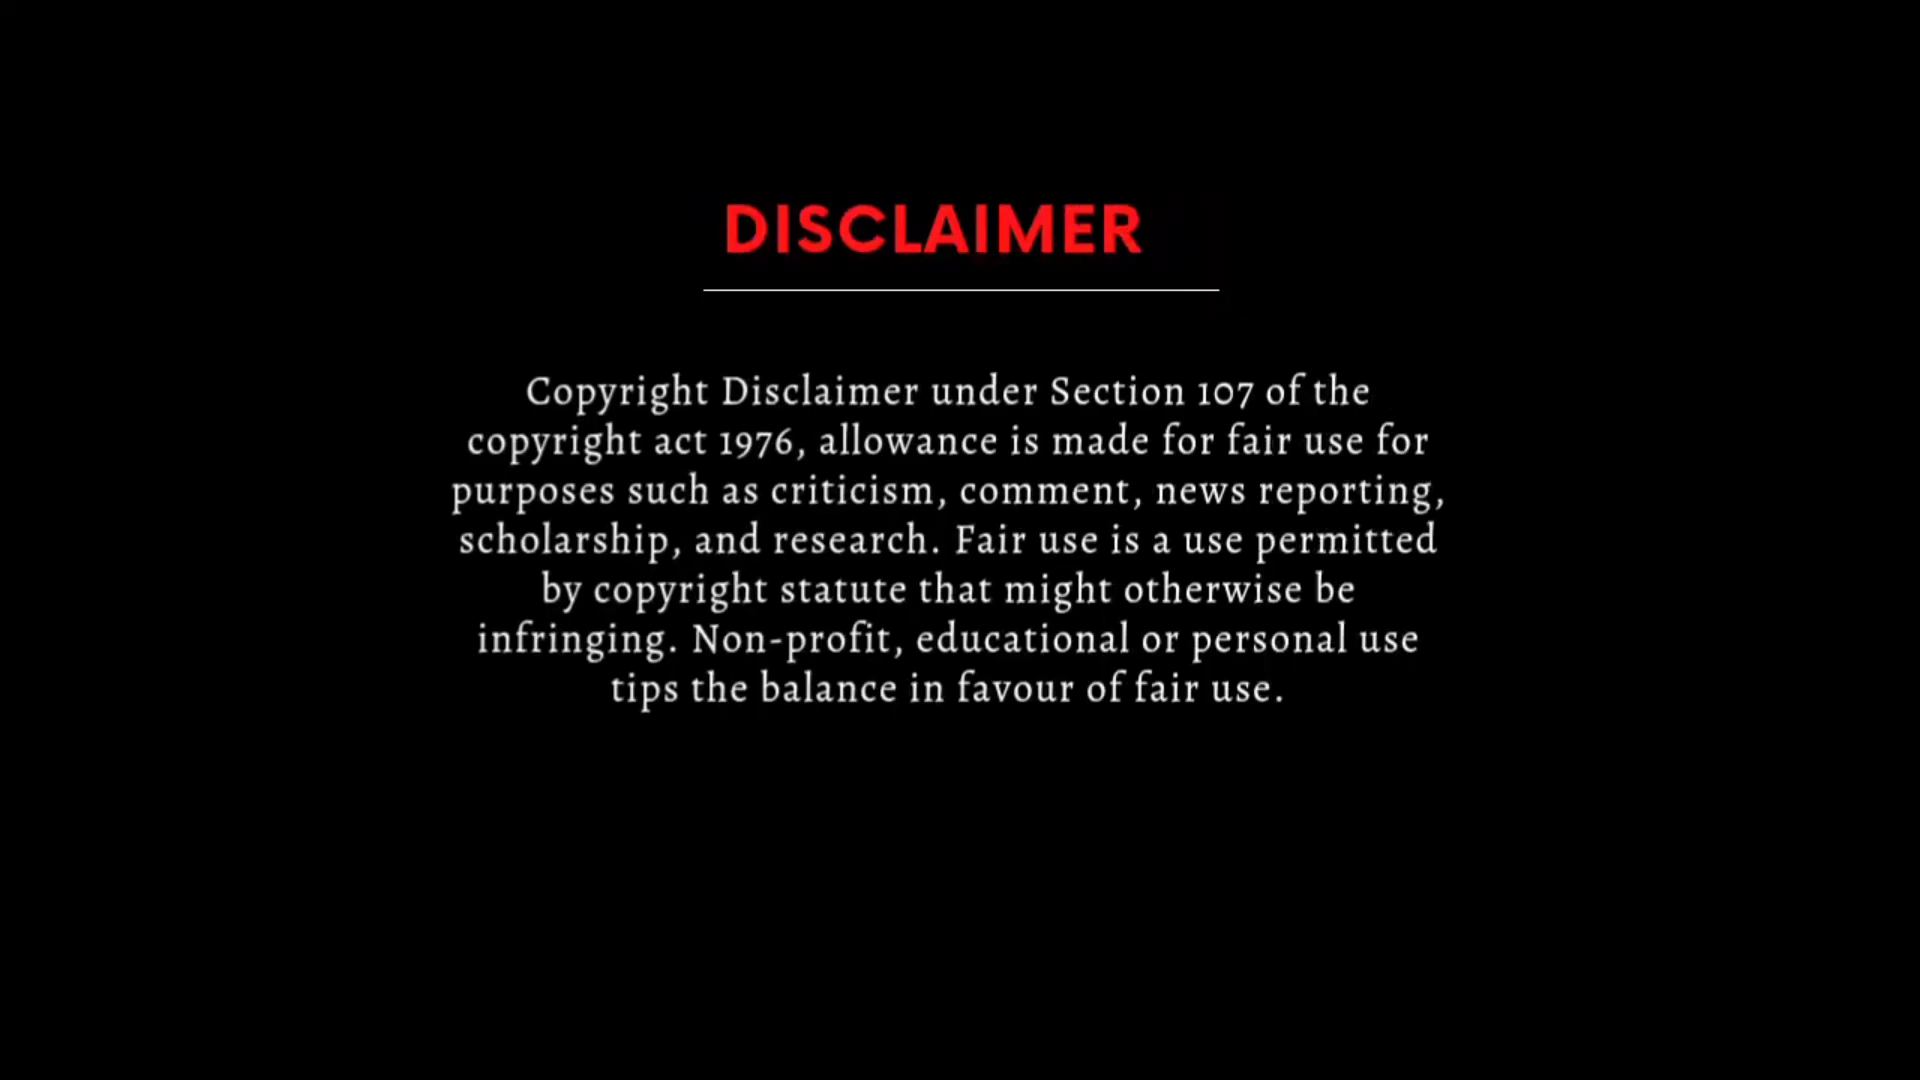 DISCLAIMER
Copyright Disclaimer under Section 107 of the
copyright act 1976, allowance is made for fair use for
purposes such as criticism, comment, news reporting,
scholarship, and research. Fair use is a use permitted
by copyright statute that might otherwise be
infringing. Non-profit, educational or personal use
tips the balance in favour of fair use.